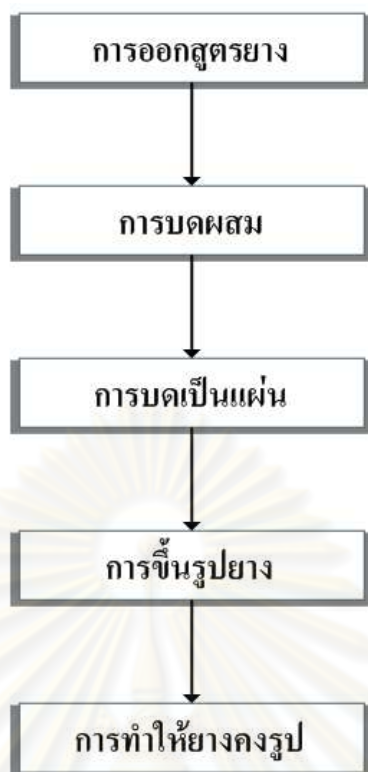 การออกสูตรยาง
การบดผสม
การบดเป็นแผ่น
การขึ้นรูปยาง
การทำให้ยางคงรูป